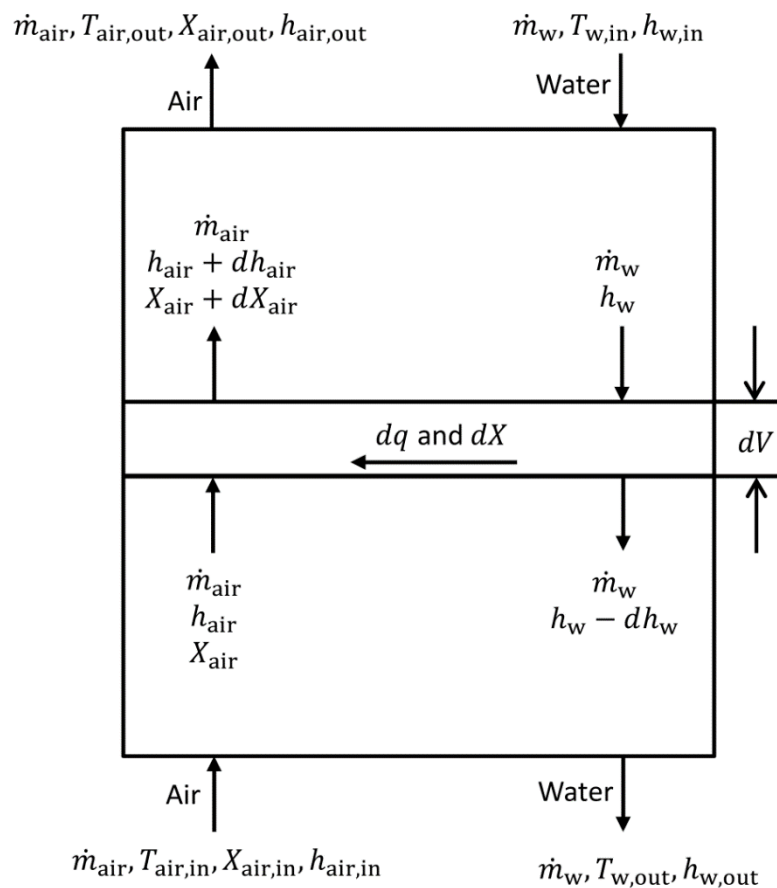 ṁ_air, T_air,out, X_air,out, h_air,out
ṁ_w, T_w,in, h_w,in
Air
Water
ṁ_air
h_air + dh_air
X_air + dX_air
ṁ_w
h_w
dq and dX
dV
ṁ_air
h_air
X_air
ṁ_w
h_w − dh_w
Air
Water
ṁ_air, T_air,in, X_air,in, h_air,in
ṁ_w, T_w,out, h_w,out